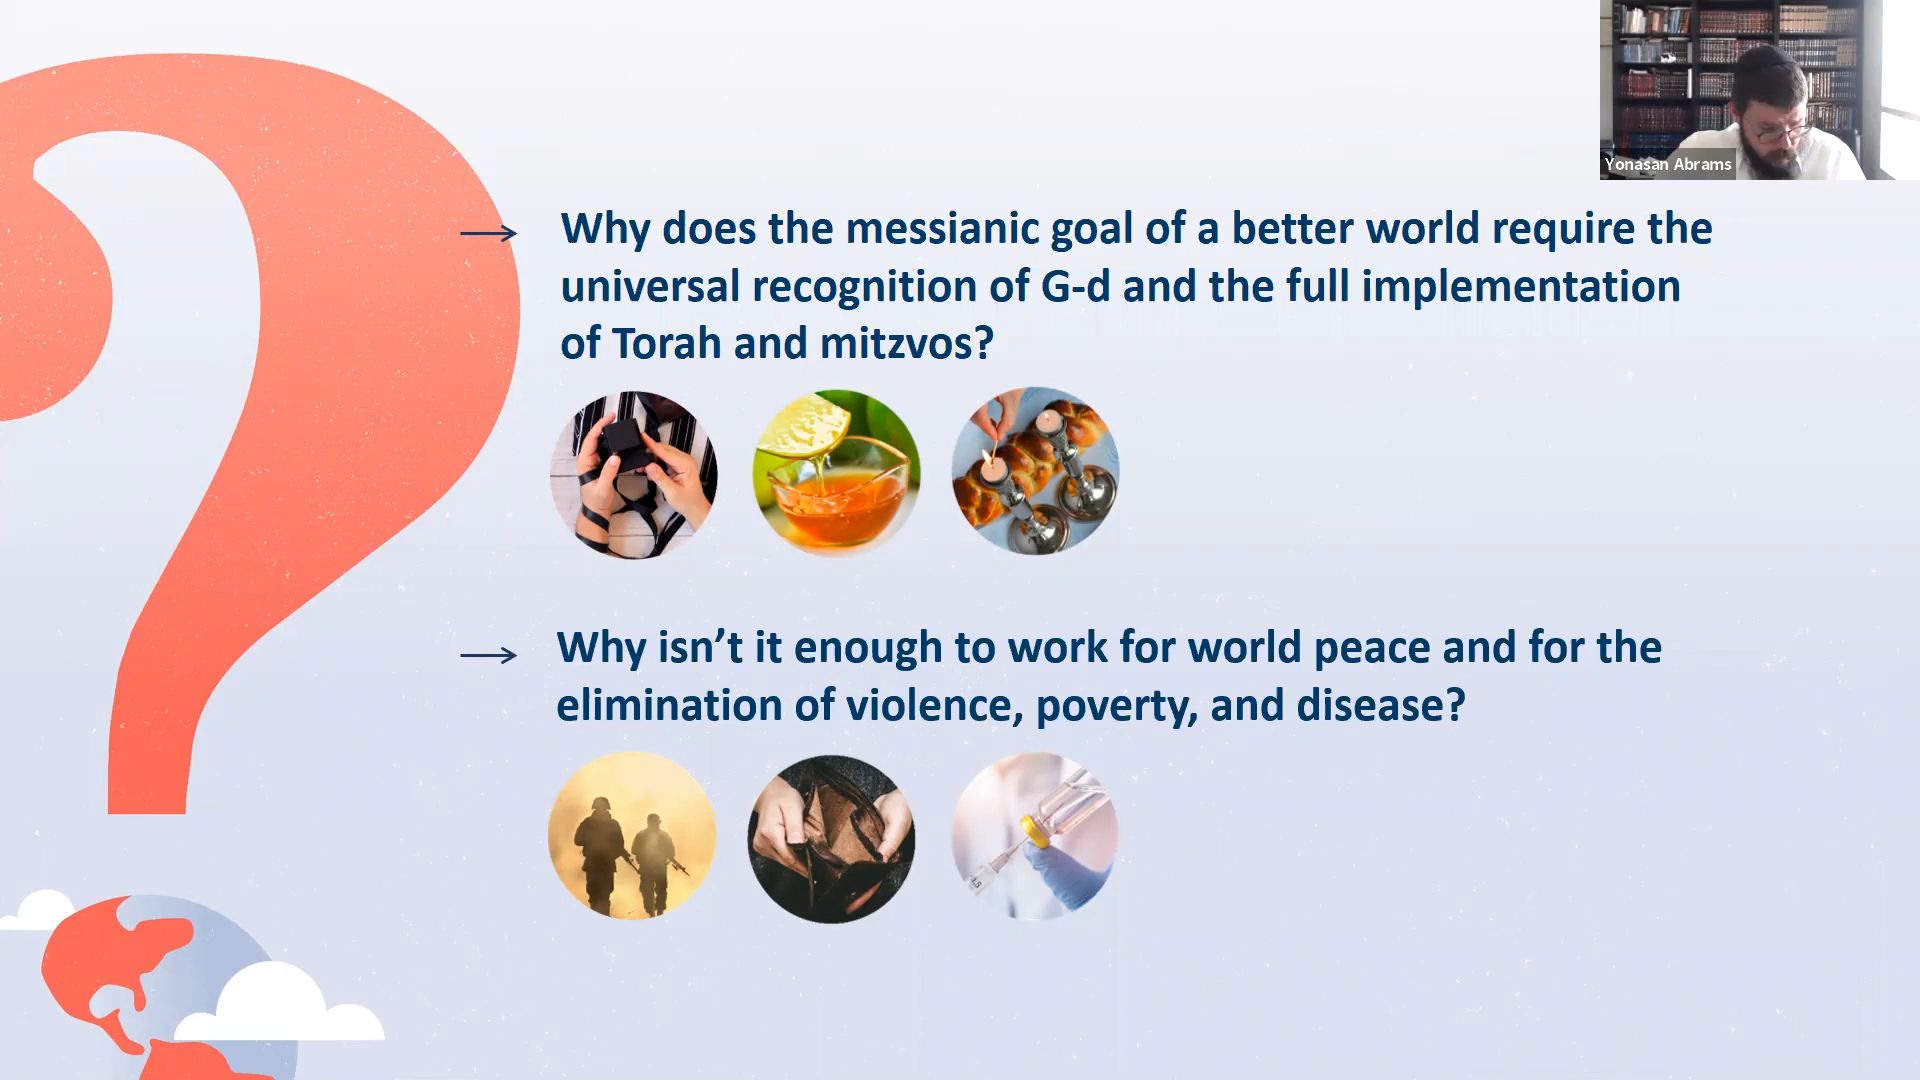 Yonasan Abrams
Why does the messianic goal of a better world require the
universal recognition of G-d and the full implementation
of Torah and mitzvos?
Why isn’t it enough to work for world peace and for the
elimination of violence, poverty, and disease?